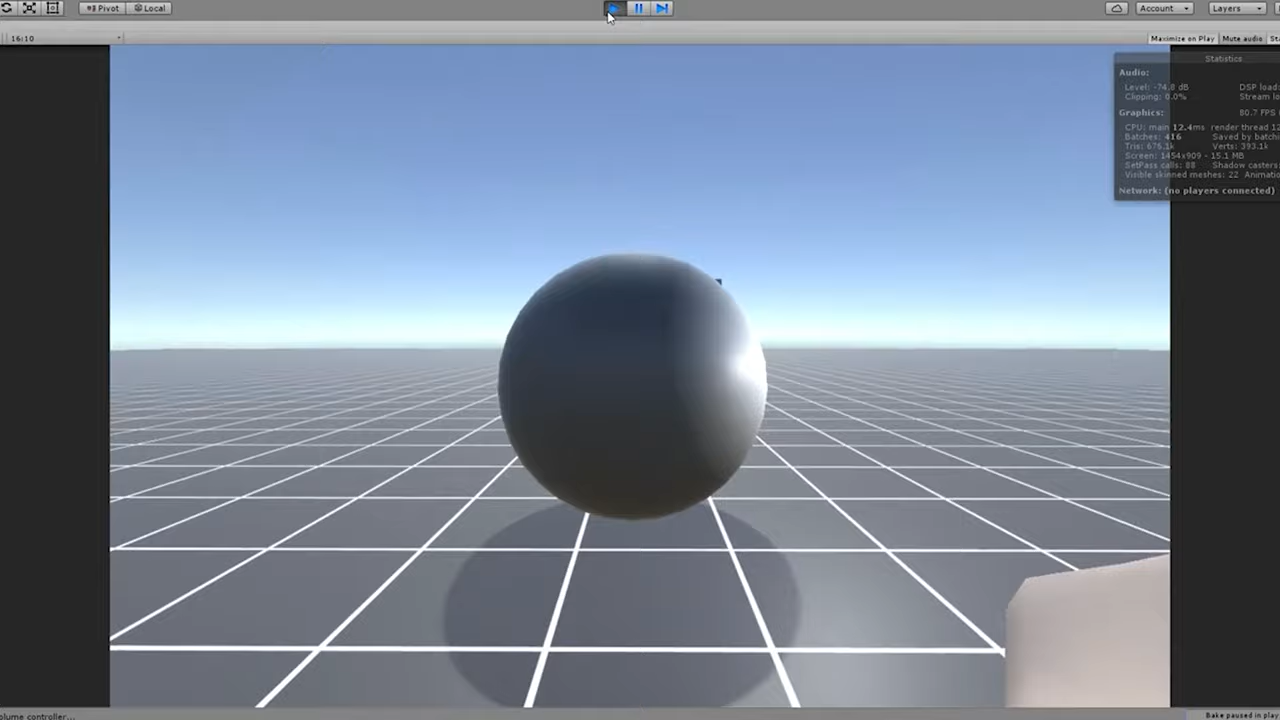 Pivot Local Account Layers
16:10 Maximize on Play Mute audio
Statistics
Audio:
Level: -74.8 dB DSP load:
Clipping: 0.0% Stream lo
Graphics: 80.7 FPS
CPU: main 12.4ms render thread 12
Batches: 416 Saved by batchi
Tris: 676.1k Verts: 393.1k
Screen: 1454x909 - 15.1 MB
SetPass calls: 88 Shadow casters:
Visible skinned meshes: 22 Animatio
Network: (no players connected)
olume controller... Bake paused in play